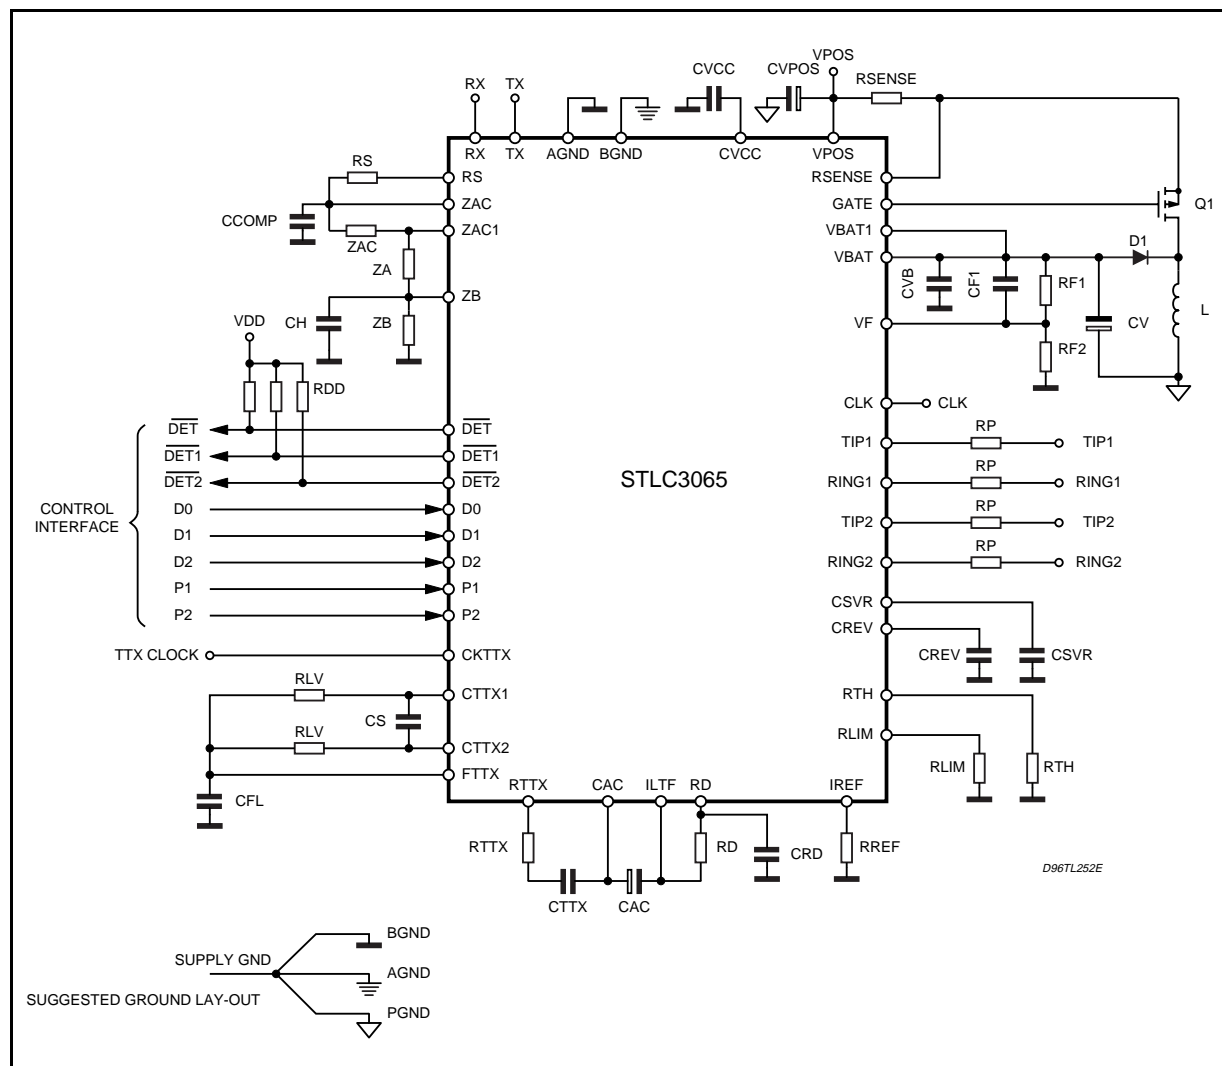 VPOS
CVCC CVPOS
RX TX RSENSE
RX TX AGND BGND CVCC VPOS
RS RS RSENSE
ZAC GATE Q1
CCOMP
ZAC ZAC1 VBAT1
ZA VBAT D1
CVB CF1 RF1
ZB
CH ZB VF CV L
VDD
RF2
RDD
CLK CLK
DET DET TIP1 RP TIP1
DET1 DET1
DET2 DET2 STLC3065 RING1 RP RING1
CONTROL
INTERFACE
D0 D0
D1 D1 TIP2 RP TIP2
D2 D2 RING2 RP RING2
P1 P1
P2 P2 CSVR
CREV
TTX CLOCK CKTTX CREV CSVR
RLV CTTX1 RTH
CS
RLV CTTX2 RLIM
FTTX RLIM RTH
CFL
RTTX CAC ILTF RD IREF
RTTX RD CRD RREF
D96TL252E
CTTX CAC
BGND
SUPPLY GND
AGND
SUGGESTED GROUND LAY-OUT
PGND